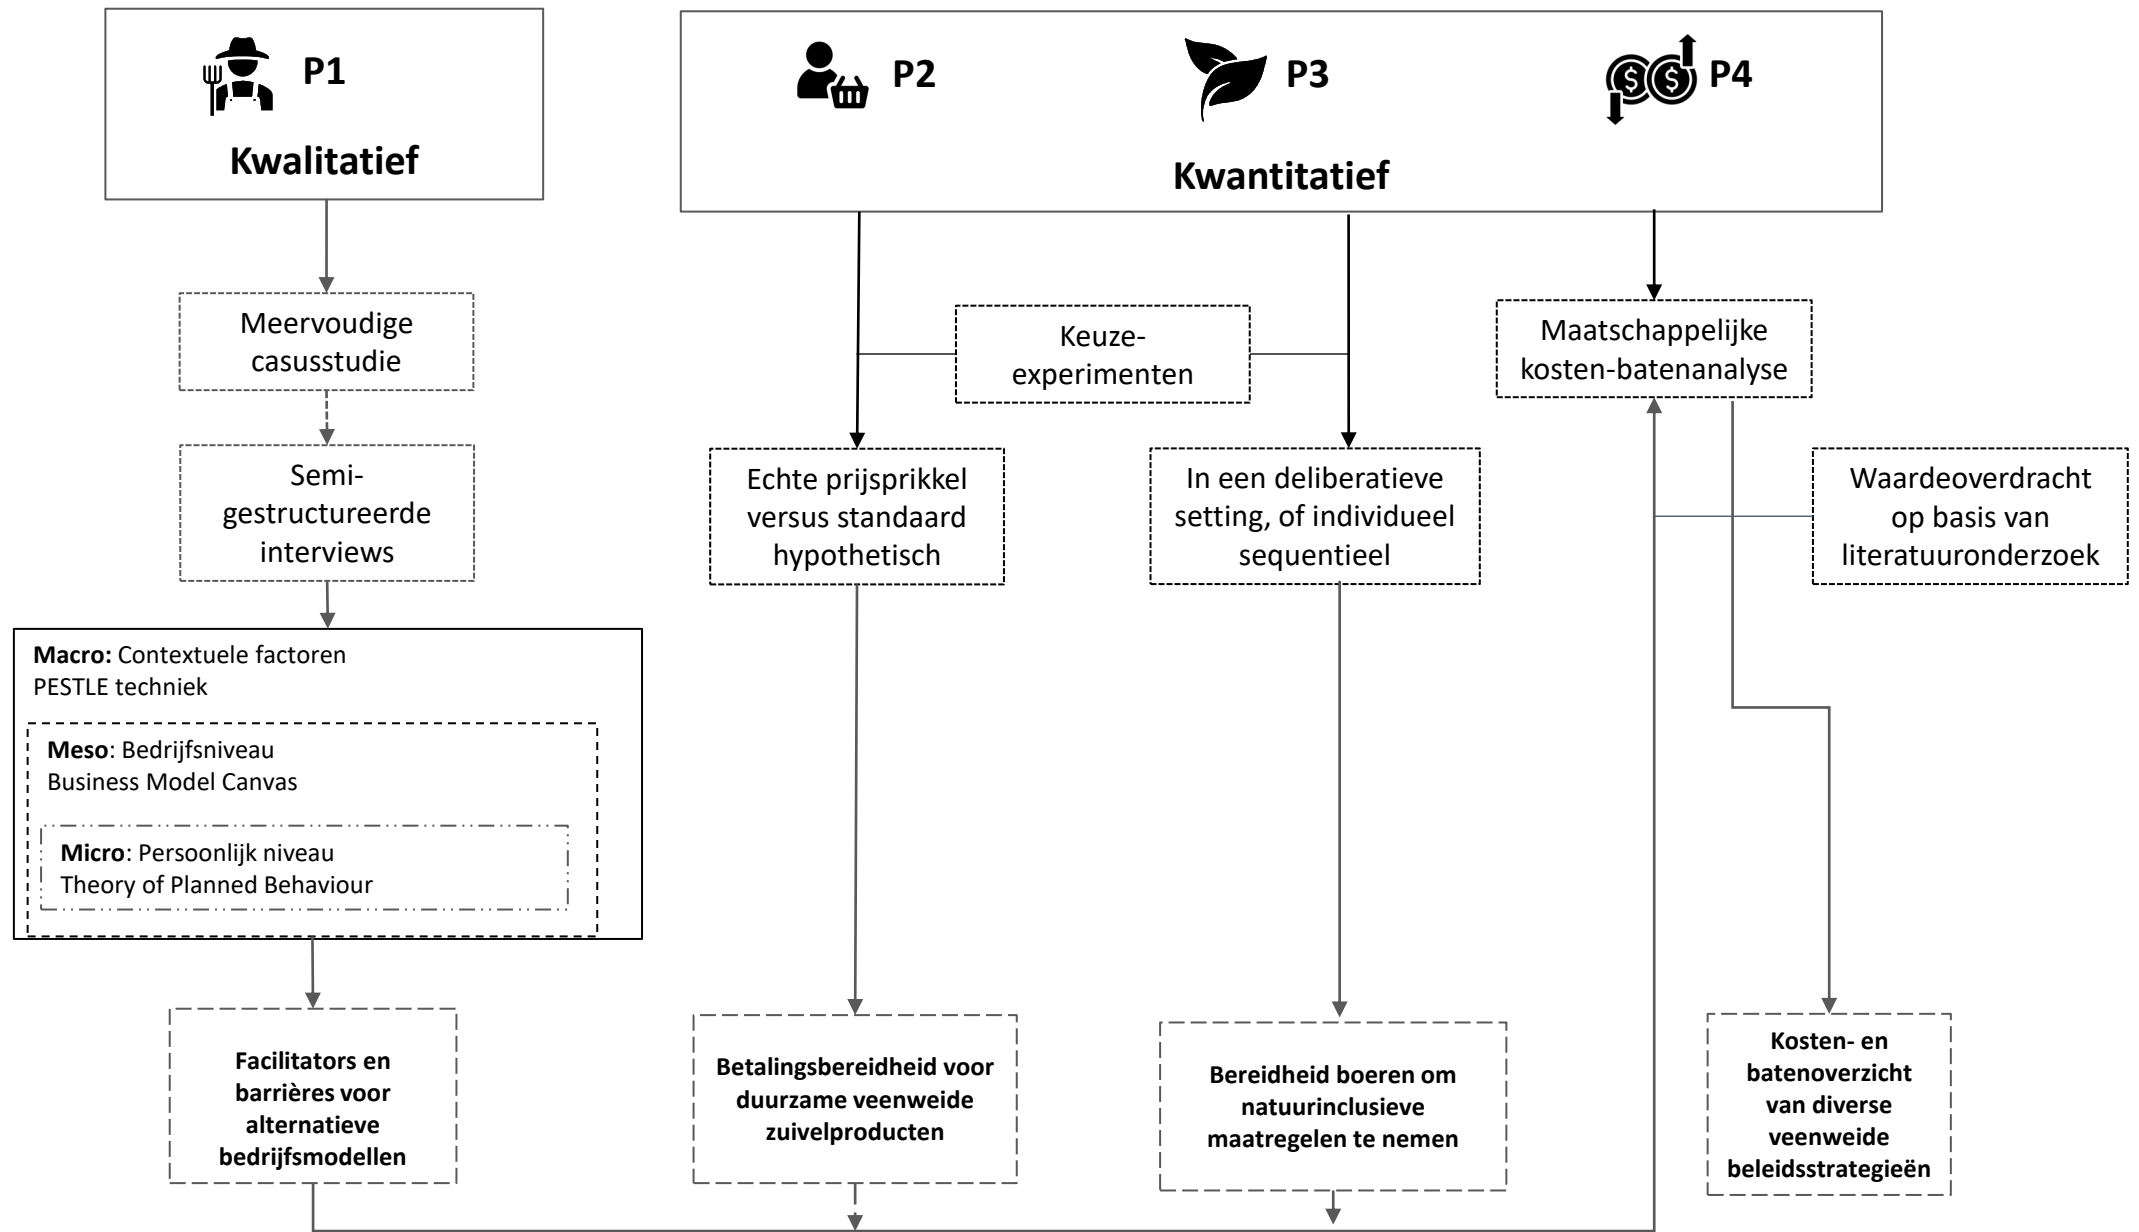 P1
Kwalitatief
P2
P3
P4
Kwantitatief
Meervoudige
casusstudie
Semi-
gestructureerde
interviews
Macro: Contextuele factoren
PESTLE techniek
Meso: Bedrijfsniveau
Business Model Canvas
Micro: Persoonlijk niveau
Theory of Planned Behaviour
Facilitators en
barrières voor
alternatieve
bedrijfsmodellen
Keuze-
experimenten
Echte prijsprikkel
versus standaard
hypothetisch
In een deliberatieve
setting, of individueel
sequentieel
Betalingsbereidheid voor
duurzame veenweide
zuivelproducten
Bereidheid boeren om
natuurinclusieve
maatregelen te nemen
Maatschappelijke
kosten-batenanalyse
Waardeoverdracht
op basis van
literatuuronderzoek
Kosten- en
batenoverzicht
van diverse
veenweide
beleidsstrategieën